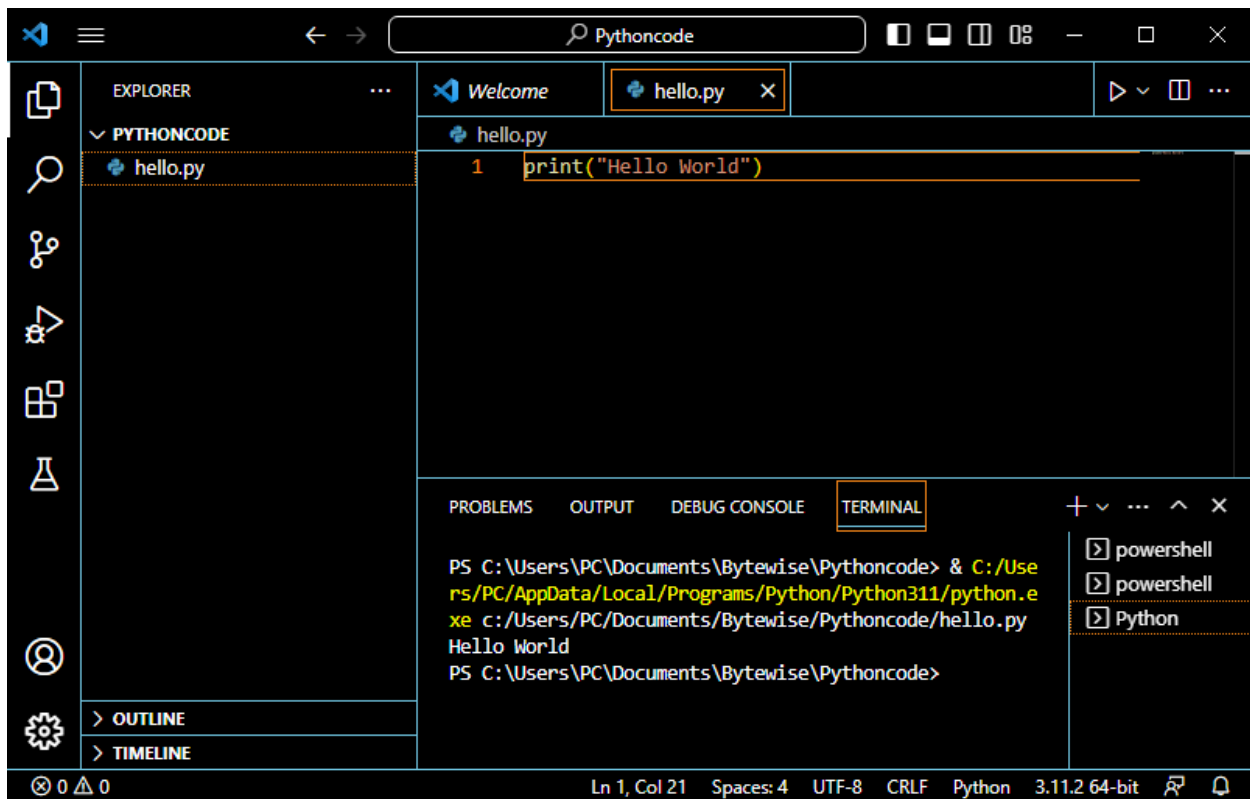 Pythoncode
EXPLORER
PYTHONCODE
hello.py
OUTLINE
TIMELINE
Welcome
hello.py
hello.py
1 print("Hello World")
PROBLEMS OUTPUT DEBUG CONSOLE TERMINAL
PS C:\Users\PC\Documents\Bytewise\Pythoncode> & C:/Use
rs/PC/AppData/Local/Programs/Python/Python311/python.e
xe c:/Users/PC/Documents/Bytewise/Pythoncode/hello.py
Hello World
PS C:\Users\PC\Documents\Bytewise\Pythoncode>
powershell
powershell
Python
0 0 Ln 1, Col 21 Spaces: 4 UTF-8 CRLF Python 3.11.2 64-bit